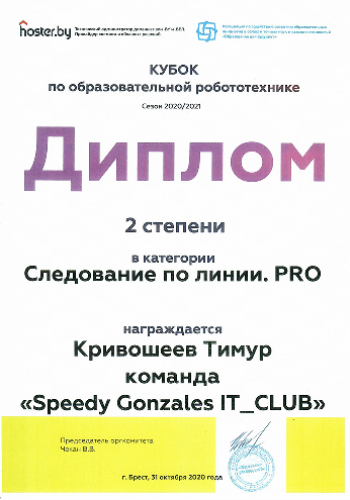 hoster.by
КУБОК
по образовательной робототехнике
Сезон 2020/2021
Диплом
2 степени
в категории
Следование по линии. PRO
награждается
Кривошеев Тимур
команда
«Speedy Gonzales IT_CLUB»
Председатель оргкомитета
Чекан В.В.
г. Брест, 31 октября 2020 года